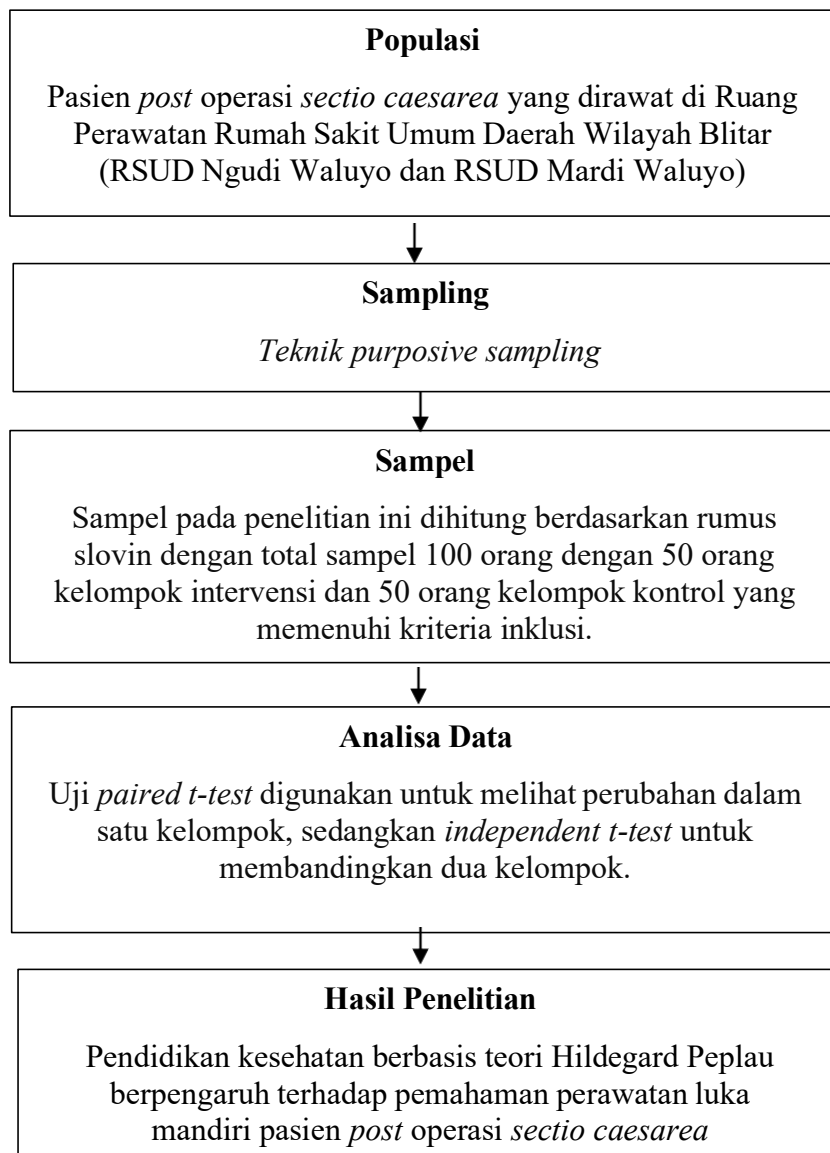 Populasi
Pasien post operasi sectio caesarea yang dirawat di Ruang
Perawatan Rumah Sakit Umum Daerah Wilayah Blitar
(RSUD Ngudi Waluyo dan RSUD Mardi Waluyo)
Sampling
Teknik purposive sampling
Sampel
Sampel pada penelitian ini dihitung berdasarkan rumus
slovin dengan total sampel 100 orang dengan 50 orang
kelompok intervensi dan 50 orang kelompok kontrol yang
memenuhi kriteria inklusi.
Analisa Data
Uji paired t-test digunakan untuk melihat perubahan dalam
satu kelompok, sedangkan independent t-test untuk
membandingkan dua kelompok.
Hasil Penelitian
Pendidikan kesehatan berbasis teori Hildegard Peplau
berpengaruh terhadap pemahaman perawatan luka
mandiri pasien post operasi sectio caesarea